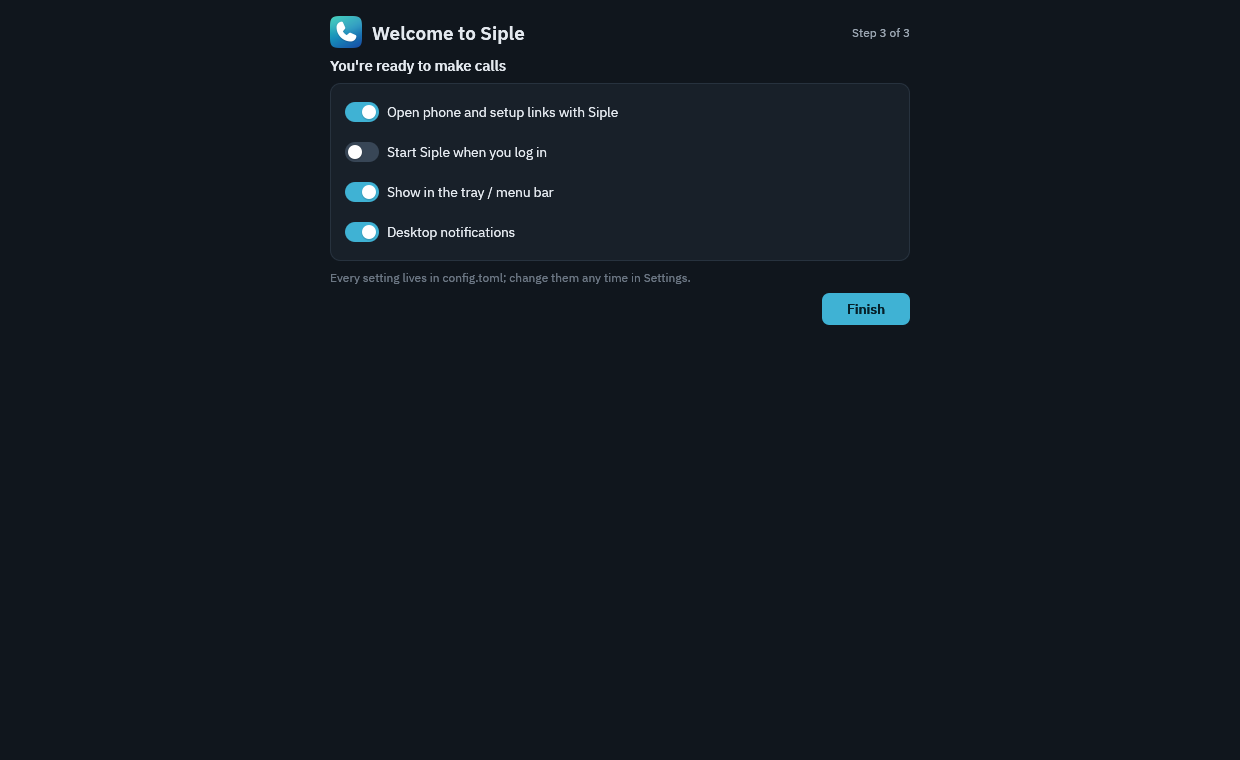 Welcome to Siple
Step 3 of 3
You're ready to make calls
Open phone and setup links with Siple
Start Siple when you log in
Show in the tray / menu bar
Desktop notifications
Every setting lives in config.toml; change them any time in Settings.
Finish